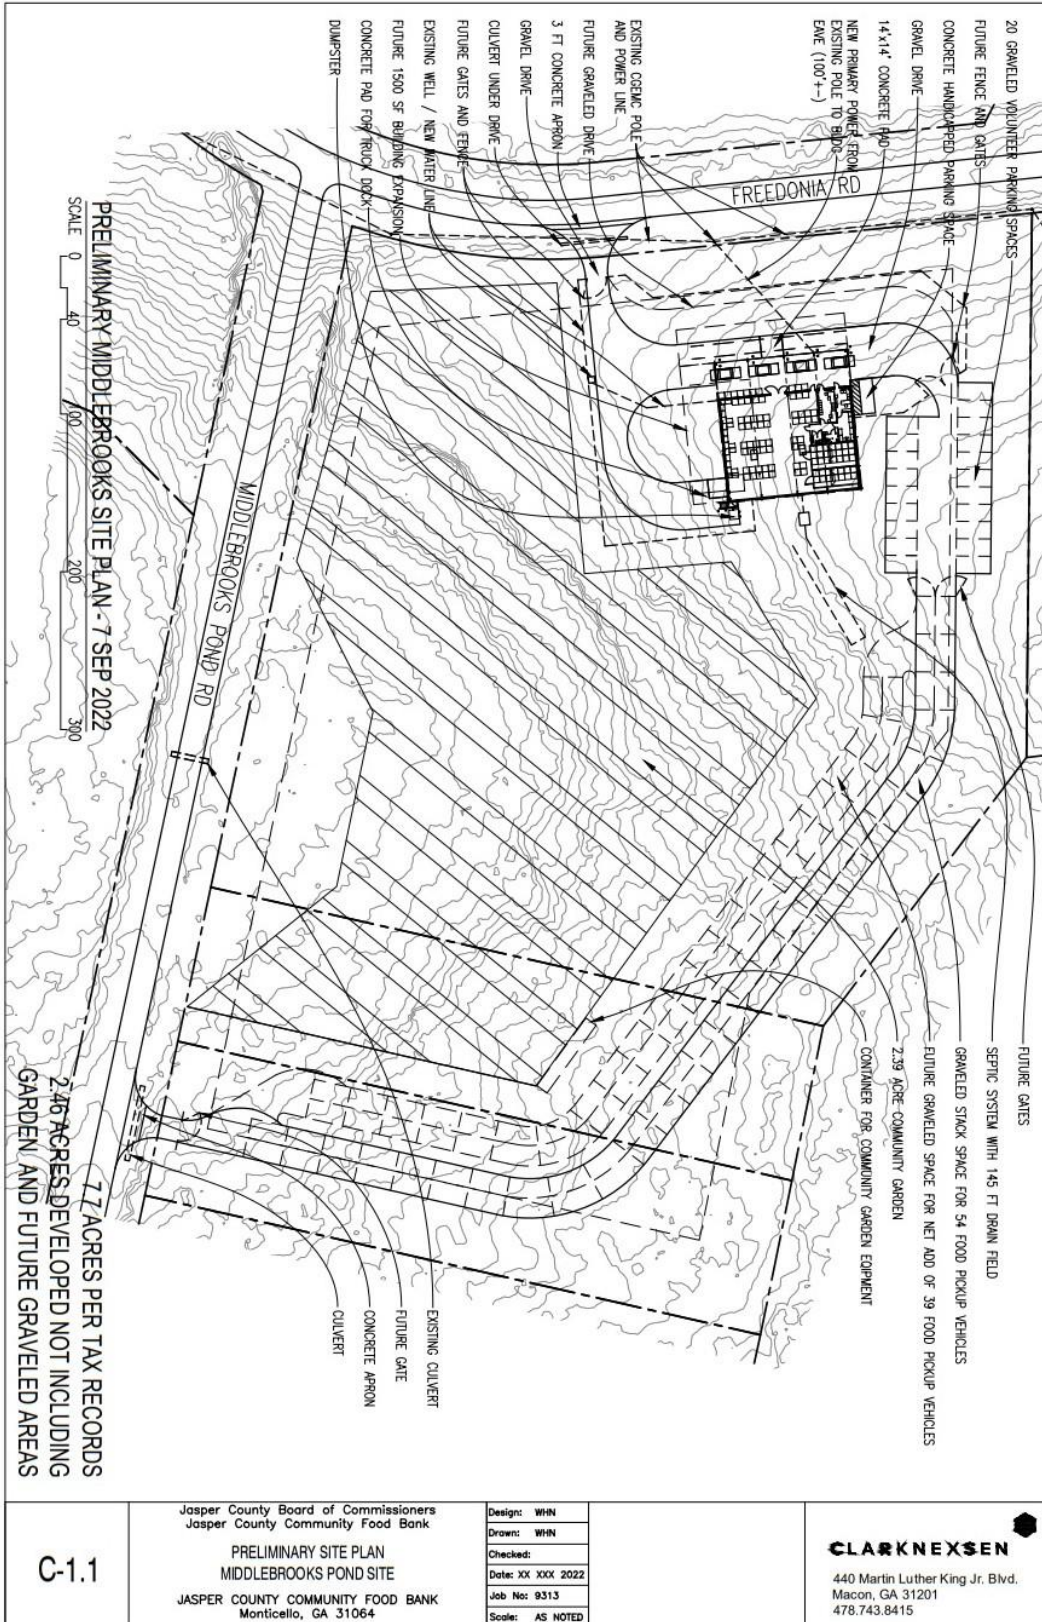 20 GRAVELED VOLUNTEER PARKING SPACES
FUTURE FENCE AND GATES
CONCRETE HANDICAPPED PARKING SPACE
GRAVEL DRIVE
14'x14' CONCRETE PAD
NEW PRIMARY POWER FROM
EXISTING POLE TO BLDG
EAVE (100'+-)
EXISTING CGEMC POLE
AND POWER LINE
FUTURE GRAVELED DRIVE
3 FT CONCRETE APRON
GRAVEL DRIVE
CULVERT UNDER DRIVE
FUTURE GATES AND FENCE
EXISTING WELL / NEW WATER LINE
FUTURE 1500 SF BUILDING EXPANSION
CONCRETE PAD FOR TRUCK DOCK
DUMPSTER
FREEDONIA RD
MIDDLEBROOKS POND RD
FUTURE GATES
SEPTIC SYSTEM WITH 145 FT DRAIN FIELD
GRAVELED STACK SPACE FOR 54 FOOD PICKUP VEHICLES
FUTURE GRAVELED SPACE FOR NET ADD OF 39 FOOD PICKUP VEHICLES
2.39 ACRE COMMUNITY GARDEN
CONTAINER FOR COMMUNITY GARDEN EQIPMENT
EXISTING CULVERT
FUTURE GATE
CONCRETE APRON
CULVERT
PRELIMINARY MIDDLEBROOKS SITE PLAN - 7 SEP 2022
SCALE 0 40 100 200 300
7.7 ACRES PER TAX RECORDS
2.46 ACRES DEVELOPED NOT INCLUDING
GARDEN AND FUTURE GRAVELED AREAS
C-1.1
Jasper County Board of Commissioners
Jasper County Community Food Bank
PRELIMINARY SITE PLAN
MIDDLEBROOKS POND SITE
JASPER COUNTY COMMUNITY FOOD BANK
Monticello, GA 31064
Design: WHN
Drawn: WHN
Checked:
Date: XX XXX 2022
Job No: 9313
Scale: AS NOTED
CLARKNEXSEN
440 Martin Luther King Jr. Blvd.
Macon, GA 31201
478.743.8415